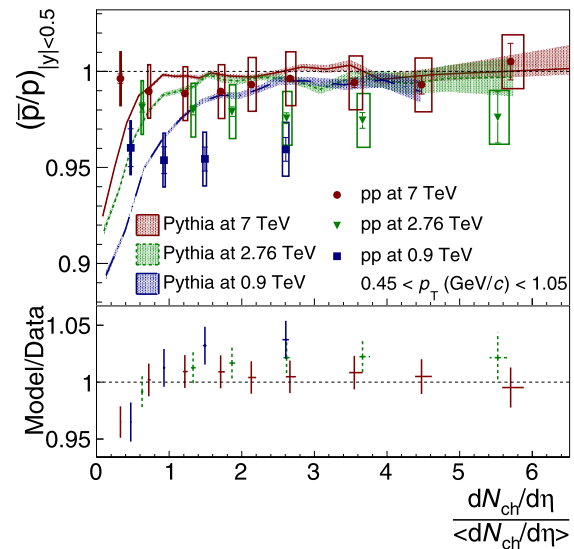 (p̄/p)|y|<0.5
1
0.95
0.9
pp at 7 TeV
Pythia at 7 TeV
pp at 2.76 TeV
Pythia at 2.76 TeV
pp at 0.9 TeV
Pythia at 0.9 TeV
0.45 < pT (GeV/c) < 1.05
Model/Data
1.05
1
0.95
0 1 2 3 4 5 6
dNch/dη
<dNch/dη>